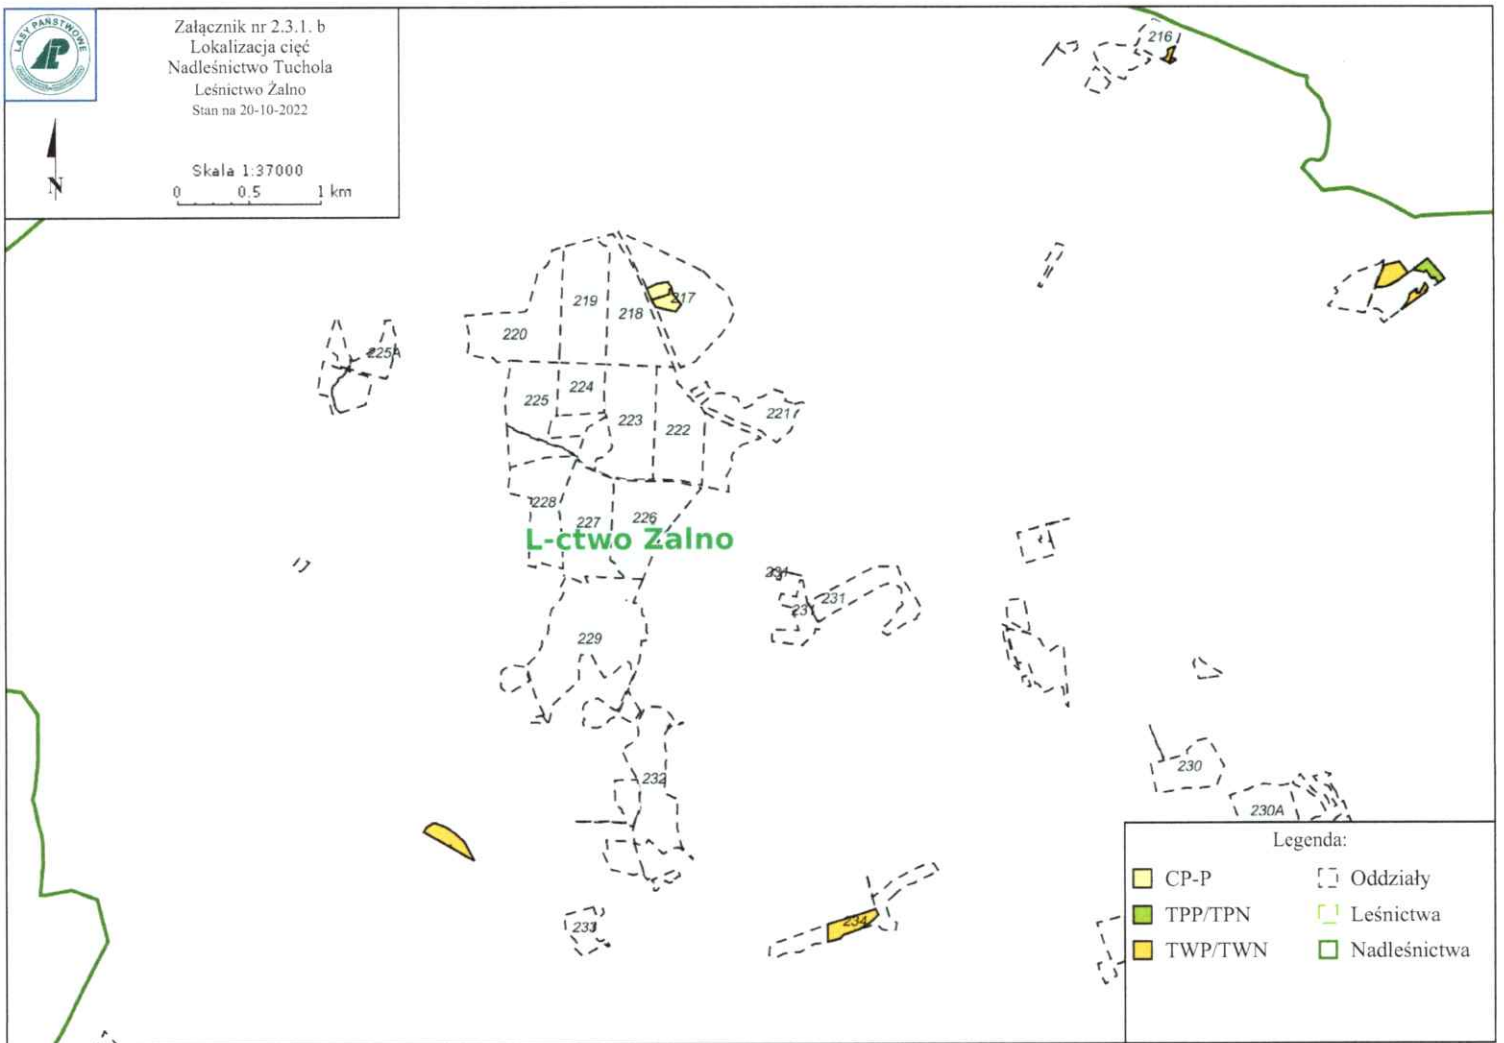 LASY PAŃSTWOWE
Załącznik nr 2.3.1. b
Lokalizacja cięć
Nadleśnictwo Tuchola
Leśnictwo Żalno
Stan na 20-10-2022
N
Skala 1:37000
0 0.5 1 km
216
217
219
218
220
225A
224
225
223
222
221
228
227
226
L-ctwo Żalno
231
231
231
229
232
230
230A
234
233
Legenda:
CP-P
Oddziały
TPP/TPN
Leśnictwa
TWP/TWN
Nadleśnictwa